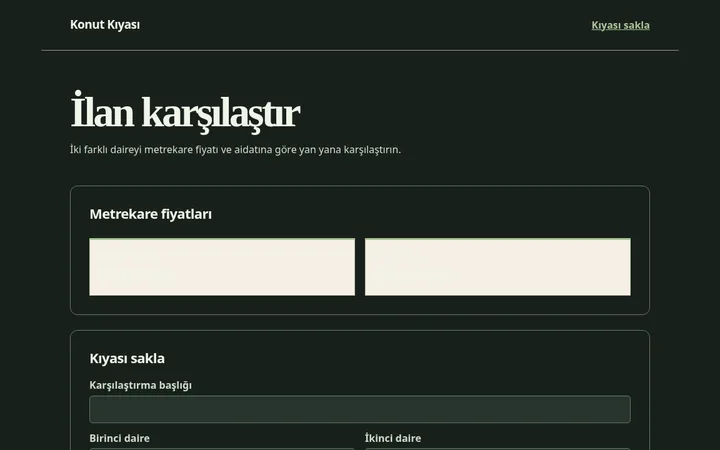 Konut Kıyası
Kıyası sakla
İlan karşılaştır
İki farklı daireyi metrekare fiyatı ve aidatına göre yan yana karşılaştırın.
Metrekare fiyatları
Kıyası sakla
Karşılaştırma başlığı
Birinci daire
İkinci daire